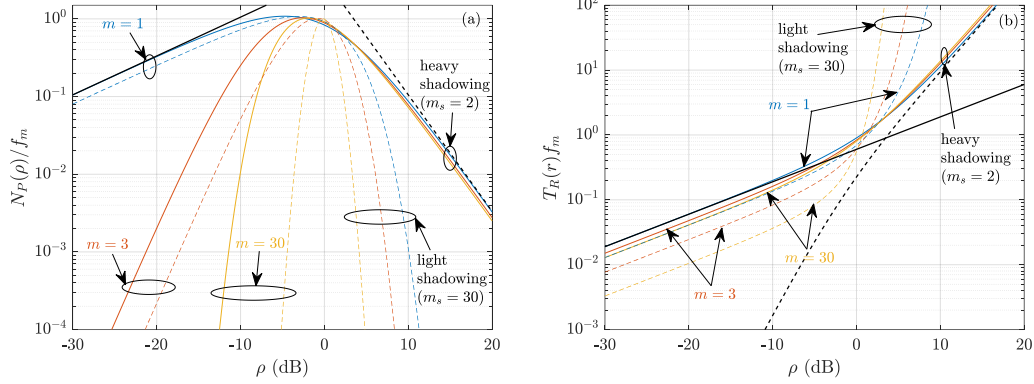 (a)
m = 1
heavy
shadowing
(m_s = 2)
m = 3
m = 30
light
shadowing
(m_s = 30)
N_P(ρ)/f_m
10^0
10^{-1}
10^{-2}
10^{-3}
10^{-4}
-30 -20 -10 0 10 20
ρ (dB)
(b)
light
shadowing
(m_s = 30)
m = 1
heavy
shadowing
(m_s = 2)
m = 30
m = 3
T_R(r)f_m
10^2
10^1
10^0
10^{-1}
10^{-2}
10^{-3}
-30 -20 -10 0 10 20
ρ (dB)